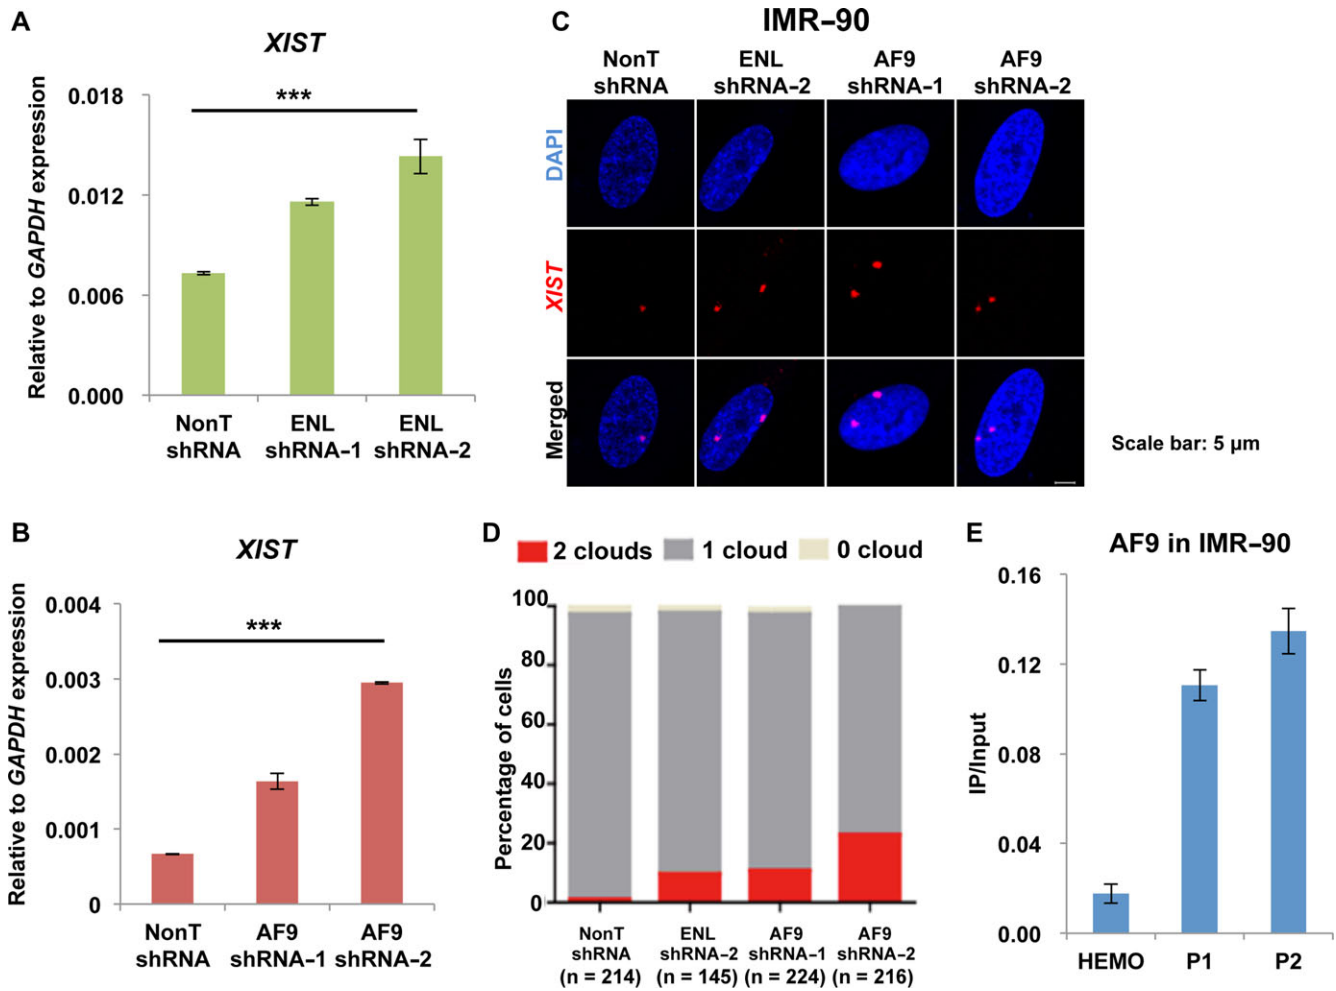 A
XIST
Relative to GAPDH expression
0.018
0.012
0.006
0.000
***
NonT
shRNA
ENL
shRNA-1
ENL
shRNA-2
B
XIST
Relative to GAPDH expression
0.004
0.003
0.002
0.001
0
***
NonT
shRNA
AF9
shRNA-1
AF9
shRNA-2
C
IMR-90
NonT
shRNA
ENL
shRNA-2
AF9
shRNA-1
AF9
shRNA-2
DAPI
XIST
Merged
Scale bar: 5 µm
D
2 clouds
1 cloud
0 cloud
Percentage of cells
100
80
60
40
20
0
NonT
shRNA
(n = 214)
ENL
shRNA-2
(n = 145)
AF9
shRNA-1
(n = 224)
AF9
shRNA-2
(n = 216)
E
AF9 in IMR-90
IP/Input
0.16
0.12
0.08
0.04
0.00
HEMO
P1
P2